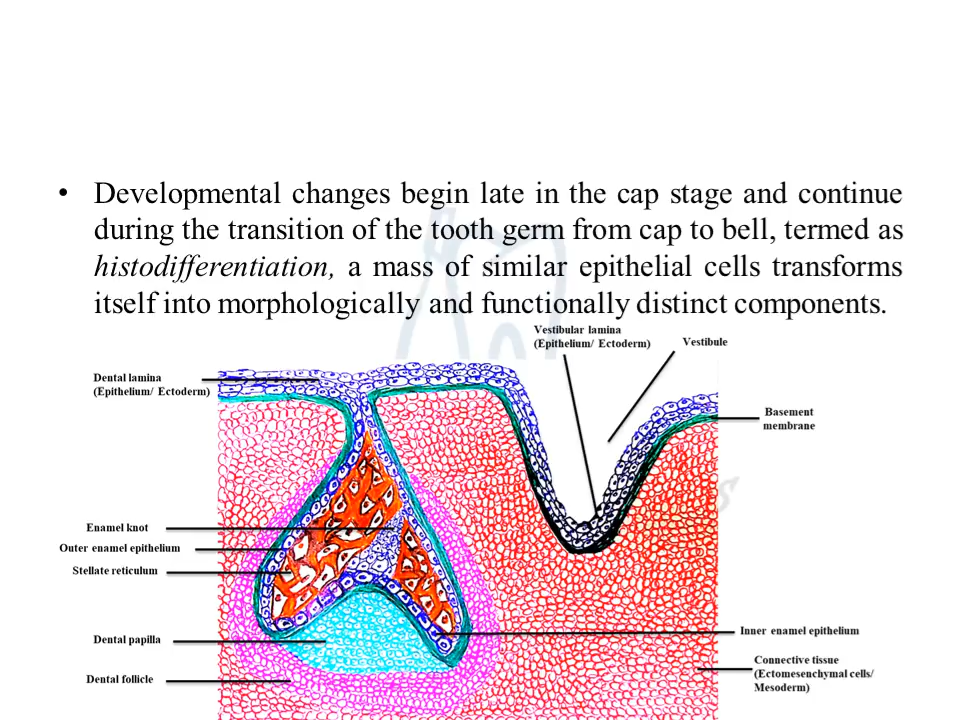 • Developmental changes begin late in the cap stage and continue
during the transition of the tooth germ from cap to bell, termed as
histodifferentiation, a mass of similar epithelial cells transforms
itself into morphologically and functionally distinct components.
Vestibular lamina
(Epithelium/ Ectoderm)
Vestibule
Dental lamina
(Epithelium/ Ectoderm)
Basement
membrane
Enamel knot
Outer enamel epithelium
Stellate reticulum
Dental papilla
Inner enamel epithelium
Connective tissue
(Ectomesenchymal cells/
Mesoderm)
Dental follicle